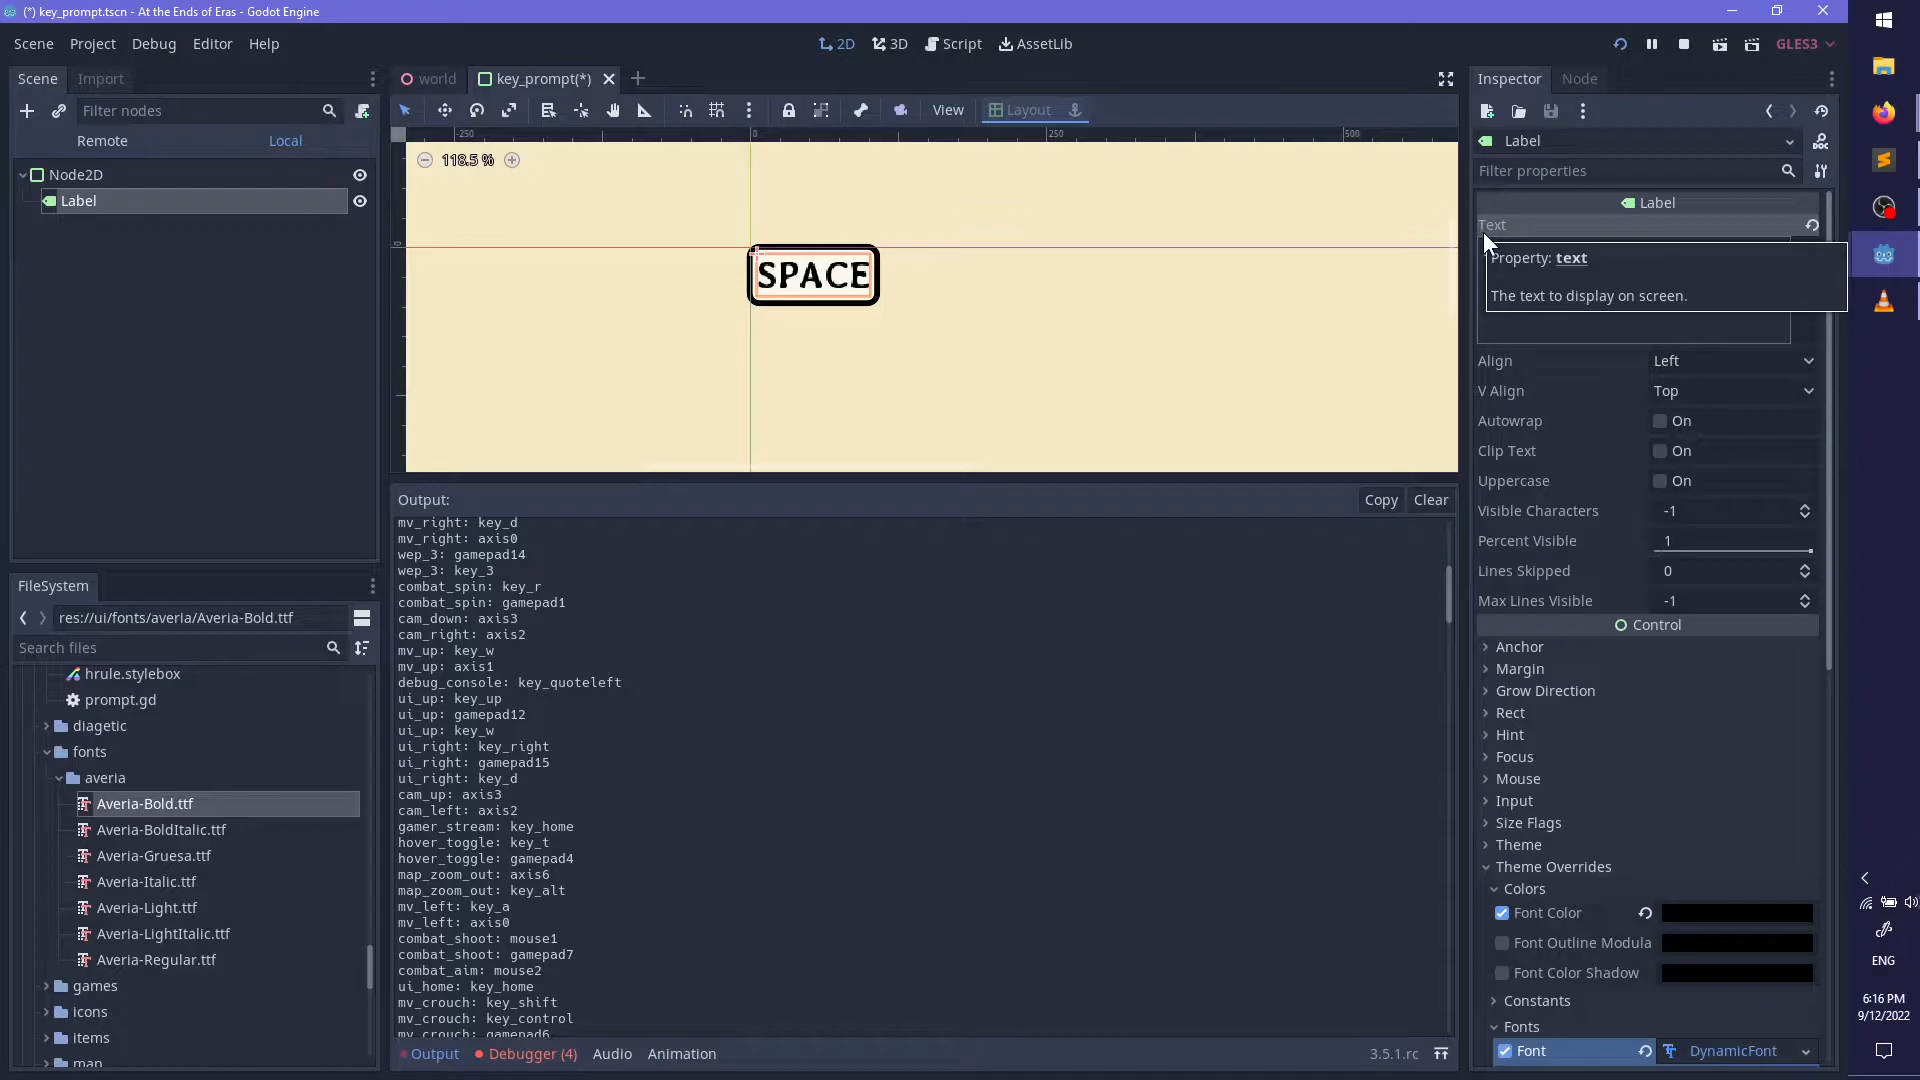 (*) key_prompt.tscn - At the Ends of Eras - Godot Engine
Scene Project Debug Editor Help
2D 3D Script AssetLib
GLES3
Scene Import
world key_prompt(*)
Inspector Node
Filter nodes
View Layout
Remote Local
Label
Filter properties
-250 0 250 500
118.5 %
Node2D
Label
0
SPACE
Label
Text
Property: text
The text to display on screen.
Align Left
V Align Top
Autowrap On
Clip Text On
Uppercase On
Visible Characters -1
Percent Visible 1
Lines Skipped 0
Max Lines Visible -1
Control
Anchor
Margin
Grow Direction
Rect
Hint
Focus
Mouse
Input
Size Flags
Theme
Theme Overrides
Colors
Font Color
Font Outline Modula
Font Color Shadow
Constants
Fonts
Font DynamicFont
Output: Copy Clear
mv_right: key_d
mv_right: axis0
wep_3: gamepad14
wep_3: key_3
combat_spin: key_r
combat_spin: gamepad1
cam_down: axis3
cam_right: axis2
mv_up: key_w
mv_up: axis1
debug_console: key_quoteleft
ui_up: key_up
ui_up: gamepad12
ui_up: key_w
ui_right: key_right
ui_right: gamepad15
ui_right: key_d
cam_up: axis3
cam_left: axis2
gamer_stream: key_home
hover_toggle: key_t
hover_toggle: gamepad4
map_zoom_out: axis6
map_zoom_out: key_alt
mv_left: key_a
mv_left: axis0
combat_shoot: mouse1
combat_shoot: gamepad7
combat_aim: mouse2
ui_home: key_home
mv_crouch: key_shift
mv_crouch: key_control
mv_crouch: gamepad6
Output Debugger (4) Audio Animation 3.5.1.rc
FileSystem
res://ui/fonts/averia/Averia-Bold.ttf
Search files
hrule.stylebox
prompt.gd
diagetic
fonts
averia
Averia-Bold.ttf
Averia-BoldItalic.ttf
Averia-Gruesa.ttf
Averia-Italic.ttf
Averia-Light.ttf
Averia-LightItalic.ttf
Averia-Regular.ttf
games
icons
items
map
ENG
6:16 PM
9/12/2022